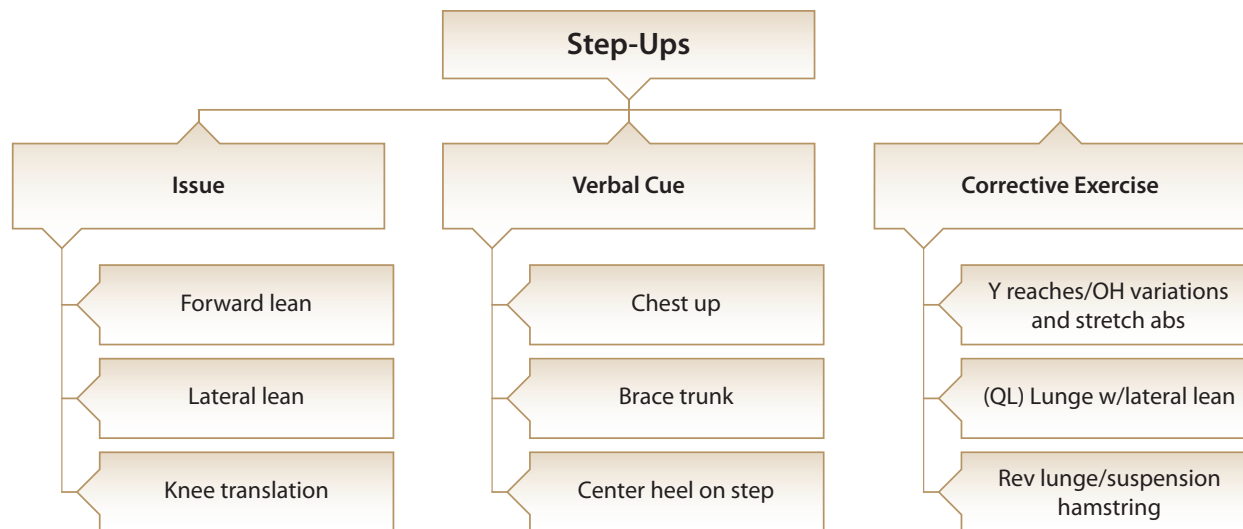 Step-Ups
Issue
Forward lean
Lateral lean
Knee translation
Verbal Cue
Chest up
Brace trunk
Center heel on step
Corrective Exercise
Y reaches/OH variations
and stretch abs
(QL) Lunge w/lateral lean
Rev lunge/suspension
hamstring